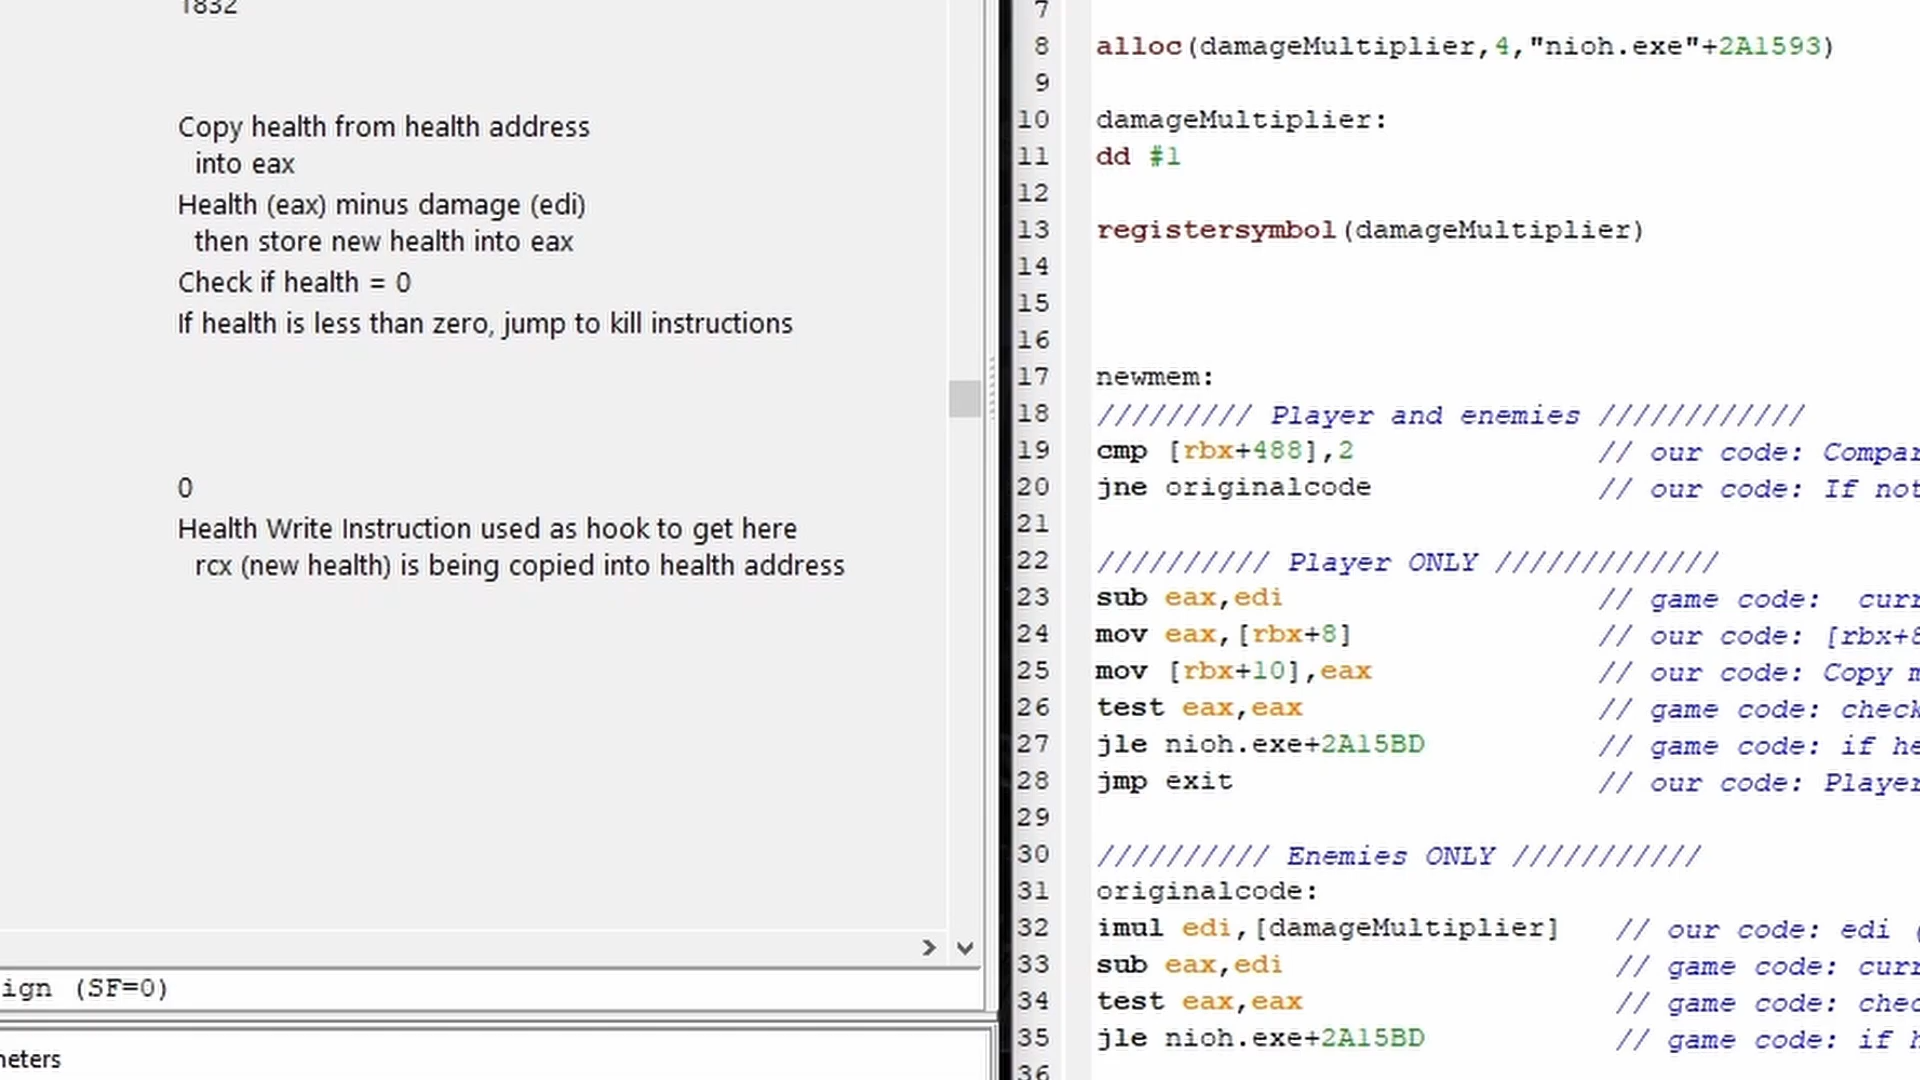 1832
Copy health from health address
into eax
Health (eax) minus damage (edi)
then store new health into eax
Check if health = 0
If health is less than zero, jump to kill instructions
0
Health Write Instruction used as hook to get here
rcx (new health) is being copied into health address
ign (SF=0)
neters
7
8 alloc(damageMultiplier,4,"nioh.exe"+2A1593)
9
10 damageMultiplier:
11 dd #1
12
13 registersymbol(damageMultiplier)
14
15
16
17 newmem:
18 ///////// Player and enemies ////////////
19 cmp [rbx+488],2 // our code: Compar
20 jne originalcode // our code: If not
21
22 ////////// Player ONLY /////////////
23 sub eax,edi // game code: curr
24 mov eax,[rbx+8] // our code: [rbx+8
25 mov [rbx+10],eax // our code: Copy m
26 test eax,eax // game code: check
27 jle nioh.exe+2A15BD // game code: if he
28 jmp exit // our code: Player
29
30 ////////// Enemies ONLY ///////////
31 originalcode:
32 imul edi,[damageMultiplier] // our code: edi (
33 sub eax,edi // game code: curr
34 test eax,eax // game code: chec
35 jle nioh.exe+2A15BD // game code: if h
36